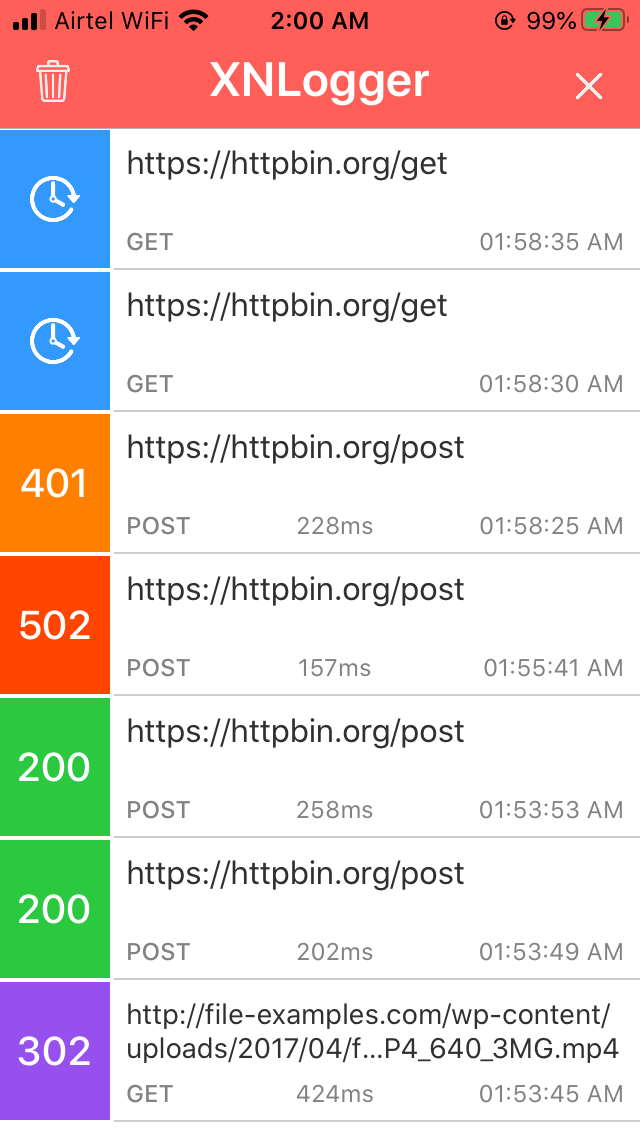 Airtel WiFi 2:00 AM 99%
XNLogger
https://httpbin.org/get
GET 01:58:35 AM
https://httpbin.org/get
GET 01:58:30 AM
401
https://httpbin.org/post
POST 228ms 01:58:25 AM
502
https://httpbin.org/post
POST 157ms 01:55:41 AM
200
https://httpbin.org/post
POST 258ms 01:53:53 AM
200
https://httpbin.org/post
POST 202ms 01:53:49 AM
302
http://file-examples.com/wp-content/
uploads/2017/04/f...P4_640_3MG.mp4
GET 424ms 01:53:45 AM